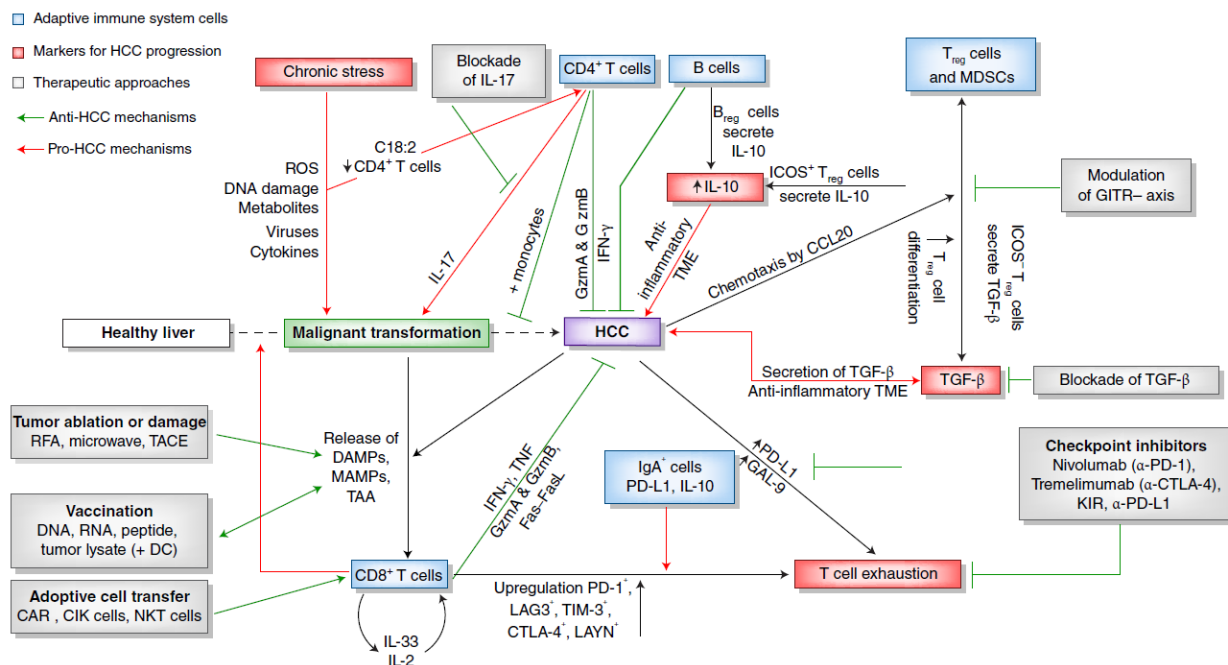 Adaptive immune system cells
Markers for HCC progression
Therapeutic approaches
Anti-HCC mechanisms
Pro-HCC mechanisms
Chronic stress
Blockade
of IL-17
CD4⁺ T cells
B cells
T_reg cells
and MDSCs
C18:2
↓ CD4⁺ T cells
ROS
DNA damage
Metabolites
Viruses
Cytokines
IL-17
+ monocytes
GzmA & G zmB
IFN-γ
B_reg cells
secrete
IL-10
↑ IL-10
ICOS⁺ T_reg cells
secrete IL-10
Anti-
inflammatory
TME
Chemotaxis by CCL20
Modulation
of GITR– axis
↑ T_reg cell
differentiation
ICOS⁻ T_reg cells
secrete TGF-β
Healthy liver
Malignant transformation
HCC
Secretion of TGF-β
Anti-inflammatory TME
TGF-β
Blockade of TGF-β
Tumor ablation or damage
RFA, microwave, TACE
Release of
DAMPs,
MAMPs,
TAA
Vaccination
DNA, RNA, peptide,
tumor lysate (+ DC)
Adoptive cell transfer
CAR , CIK cells, NKT cells
IFN-γ, TNF
GzmA & GzmB,
Fas–FasL
IgA⁺ cells
PD-L1, IL-10
↑PD-L1
↑GAL-9
Checkpoint inhibitors
Nivolumab (α-PD-1),
Tremelimumab (α-CTLA-4),
KIR, α-PD-L1
CD8⁺ T cells
T cell exhaustion
Upregulation PD-1⁺,
LAG3⁺, TIM-3⁺,
CTLA-4⁺, LAYN⁺
IL-33
IL-2